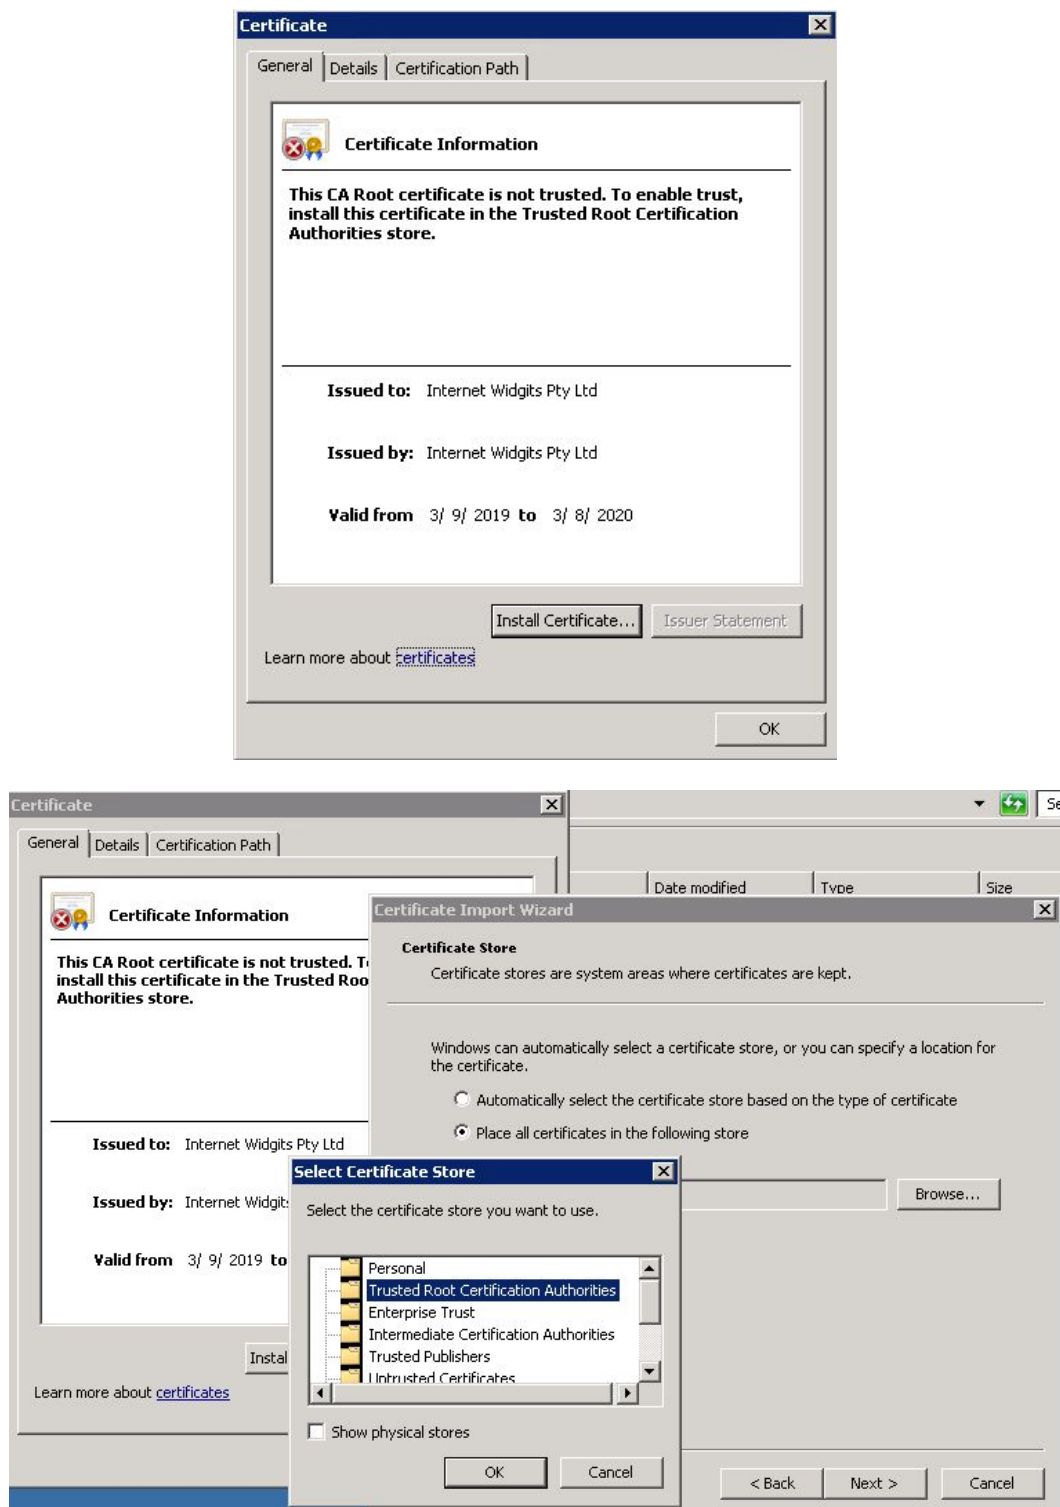 Certificate
General Details Certification Path
Certificate Information
This CA Root certificate is not trusted. To enable trust,
install this certificate in the Trusted Root Certification
Authorities store.
Issued to: Internet Widgits Pty Ltd
Issued by: Internet Widgits Pty Ltd
Valid from 3/ 9/ 2019 to 3/ 8/ 2020
Install Certificate... Issuer Statement
Learn more about certificates
OK
Certificate
General Details Certification Path
Certificate Information
This CA Root certificate is not trusted. T
install this certificate in the Trusted Roo
Authorities store.
Issued to: Internet Widgits Pty Ltd
Issued by: Internet Widgit
Valid from 3/ 9/ 2019 to
Instal
Learn more about certificates
Se
Date modified Type Size
Certificate Import Wizard
Certificate Store
Certificate stores are system areas where certificates are kept.
Windows can automatically select a certificate store, or you can specify a location for
the certificate.
Automatically select the certificate store based on the type of certificate
Place all certificates in the following store
Browse...
< Back Next > Cancel
Select Certificate Store
Select the certificate store you want to use.
Personal
Trusted Root Certification Authorities
Enterprise Trust
Intermediate Certification Authorities
Trusted Publishers
Untrusted Certificates
Show physical stores
OK Cancel